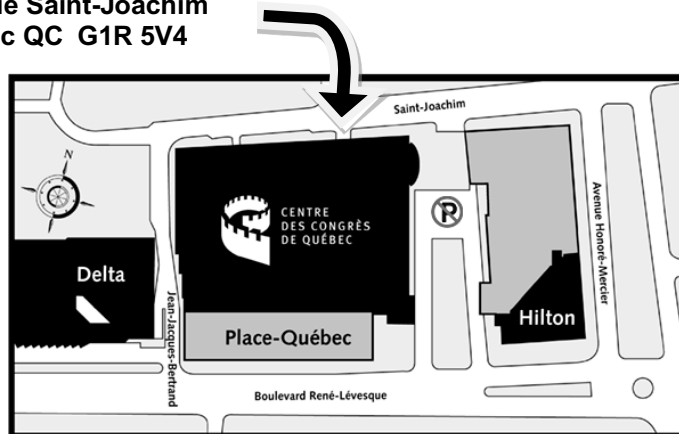 e Saint-Joachim
c QC G1R 5V4
Saint-Joachim
N
CENTRE
DES CONGRÈS
DE QUÉBEC
P
Avenue Honoré-Mercier
Delta
Hilton
Jean-Jacques-Bertrand
Place-Québec
Boulevard René-Lévesque